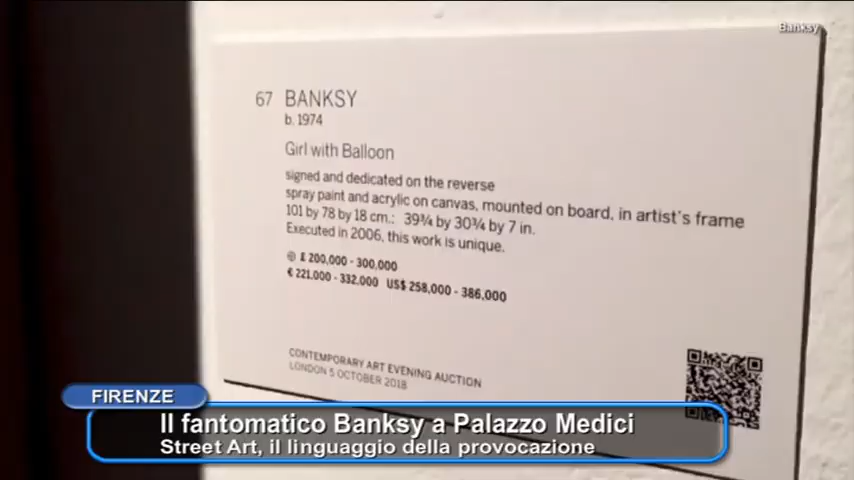 Banksy
67 BANKSY
b. 1974
Girl with Balloon
signed and dedicated on the reverse
spray paint and acrylic on canvas, mounted on board, in artist's frame
101 by 78 by 18 cm.; 39¾ by 30¾ by 7 in.
Executed in 2006, this work is unique.
£ 200,000 - 300,000
€ 221,000 - 332,000 US$ 258,000 - 386,000
CONTEMPORARY ART EVENING AUCTION
LONDON 5 OCTOBER 2018
FIRENZE
Il fantomatico Banksy a Palazzo Medici
Street Art, il linguaggio della provocazione